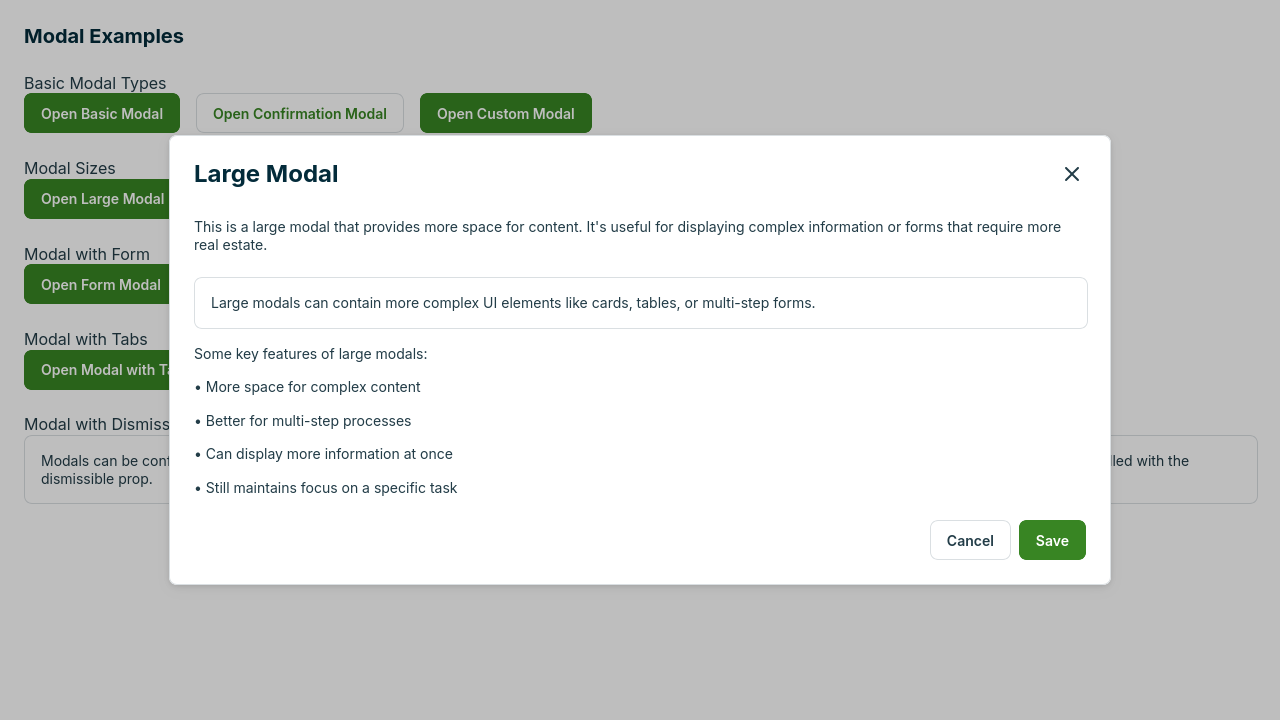 Modal Examples
Basic Modal Types
Open Basic Modal
Open Confirmation Modal
Open Custom Modal
Modal Sizes
Open Large Modal
Modal with Form
Open Form Modal
Modal with Tabs
Open Modal with
Modal with
Modals can be
with the
dismissible prop.
Large Modal
This is a large modal that provides more space for content. It's useful for displaying complex information or forms that require more
real estate.
Large modals can contain more complex UI elements like cards, tables, or multi-step forms.
Some key features of large modals:
• More space for complex content
• Better for multi-step processes
• Can display more information at once
• Still maintains focus on a specific task
Cancel
Save